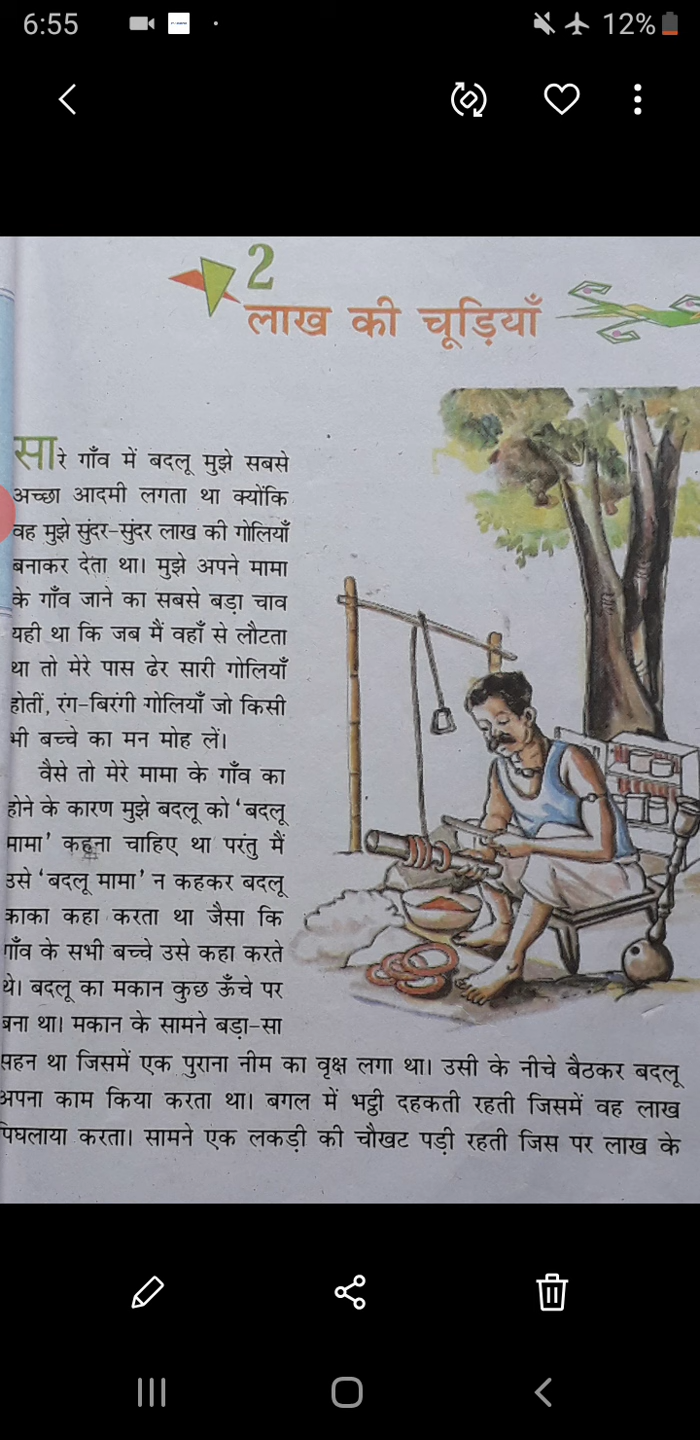 6:55
12%
2
लाख की चूड़ियाँ
सारे गाँव में बदलू मुझे सबसे
अच्छा आदमी लगता था क्योंकि
वह मुझे सुंदर-सुंदर लाख की गोलियाँ
बनाकर देता था। मुझे अपने मामा
के गाँव जाने का सबसे बड़ा चाव
यही था कि जब मैं वहाँ से लौटता
था तो मेरे पास ढेर सारी गोलियाँ
होतीं, रंग-बिरंगी गोलियाँ जो किसी
भी बच्चे का मन मोह लें।
वैसे तो मेरे मामा के गाँव का
होने के कारण मुझे बदलू को ‘बदलू
मामा’ कहना चाहिए था परंतु मैं
उसे ‘बदलू मामा’ न कहकर बदलू
काका कहा करता था जैसा कि
गाँव के सभी बच्चे उसे कहा करते
थे। बदलू का मकान कुछ ऊँचे पर
बना था। मकान के सामने बड़ा-सा
सहन था जिसमें एक पुराना नीम का वृक्ष लगा था। उसी के नीचे बैठकर बदलू
अपना काम किया करता था। बगल में भट्ठी दहकती रहती जिसमें वह लाख
पिघलाया करता। सामने एक लकड़ी की चौखट पड़ी रहती जिस पर लाख के